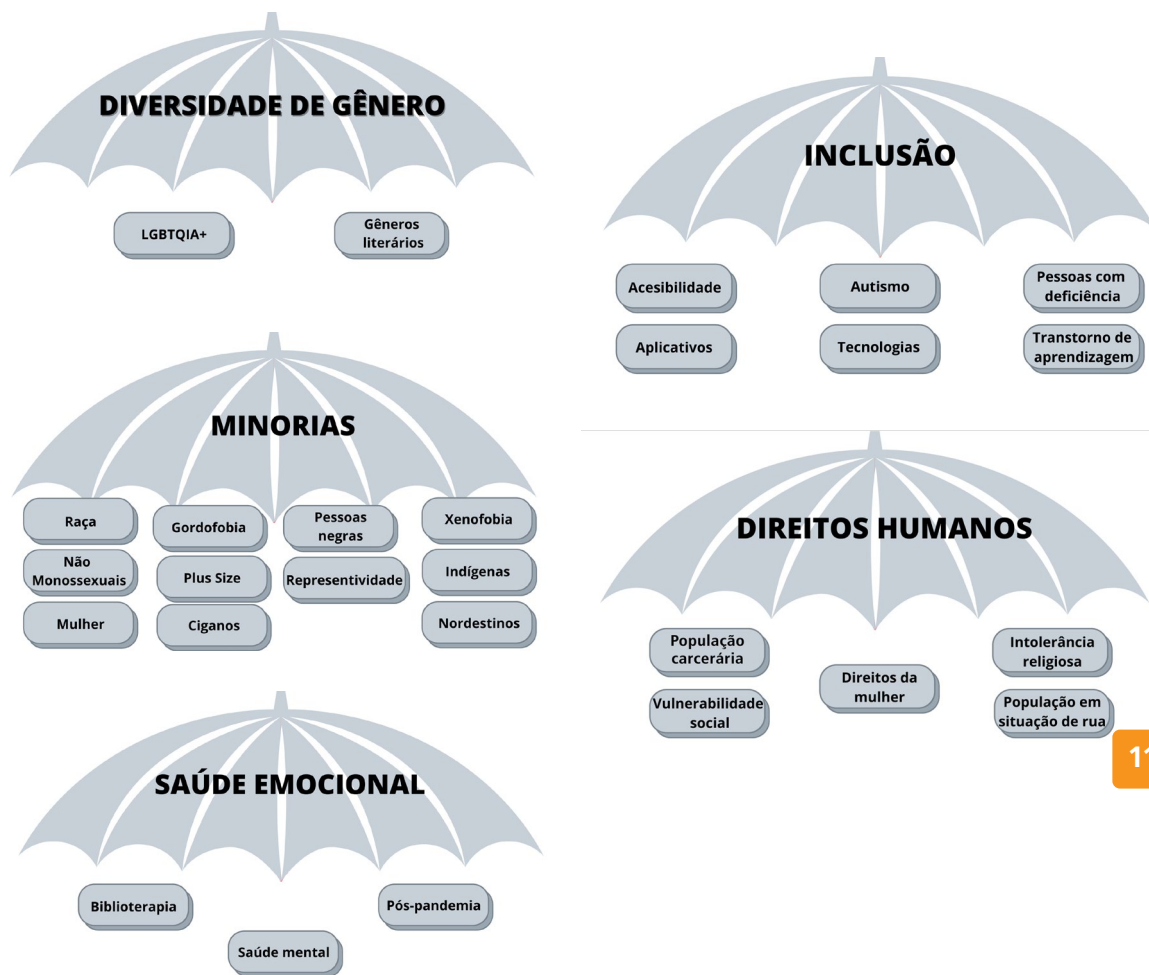 DIVERSIDADE DE GÊNERO
LGBTQIA+
Gêneros
literários
MINORIAS
Raça
Gordofobia
Pessoas
negras
Xenofobia
Não
Monossexuais
Plus Size
Representividade
Indígenas
Mulher
Ciganos
Nordestinos
SAÚDE EMOCIONAL
Biblioterapia
Pós-pandemia
Saúde mental
INCLUSÃO
Acesibilidade
Autismo
Pessoas com
deficiência
Aplicativos
Tecnologias
Transtorno de
aprendizagem
DIREITOS HUMANOS
População
carcerária
Intolerância
religiosa
Direitos da
mulher
Vulnerabilidade
social
População em
situação de rua